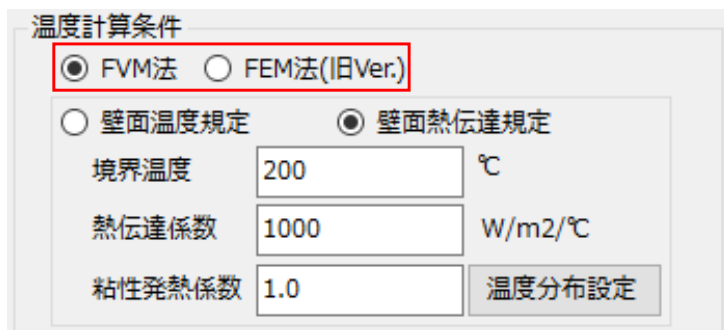 温度計算条件
FVM法 FEM法(旧Ver.)
壁面温度規定 壁面熱伝達規定
境界温度 200 ℃
熱伝達係数 1000 W/m2/℃
粘性発熱係数 1.0 温度分布設定